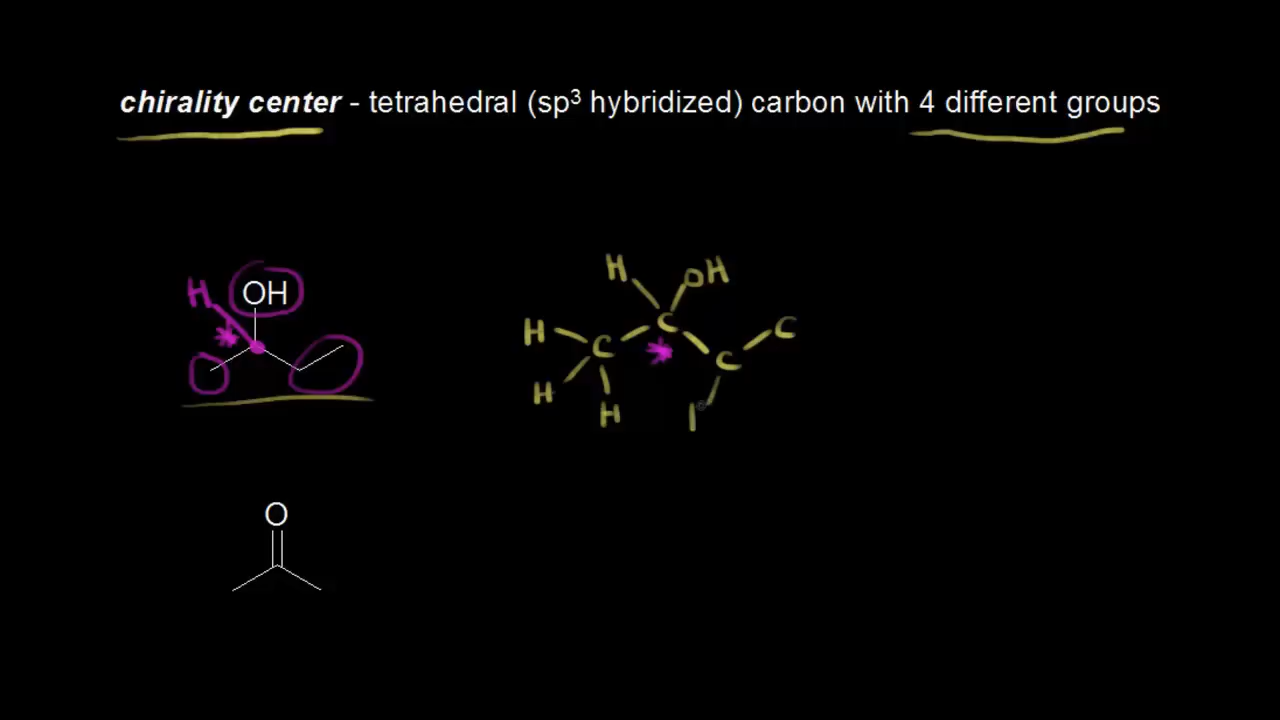 chirality center - tetrahedral (sp³ hybridized) carbon with 4 different groups
H OH
H OH
H C C C C
H H
O